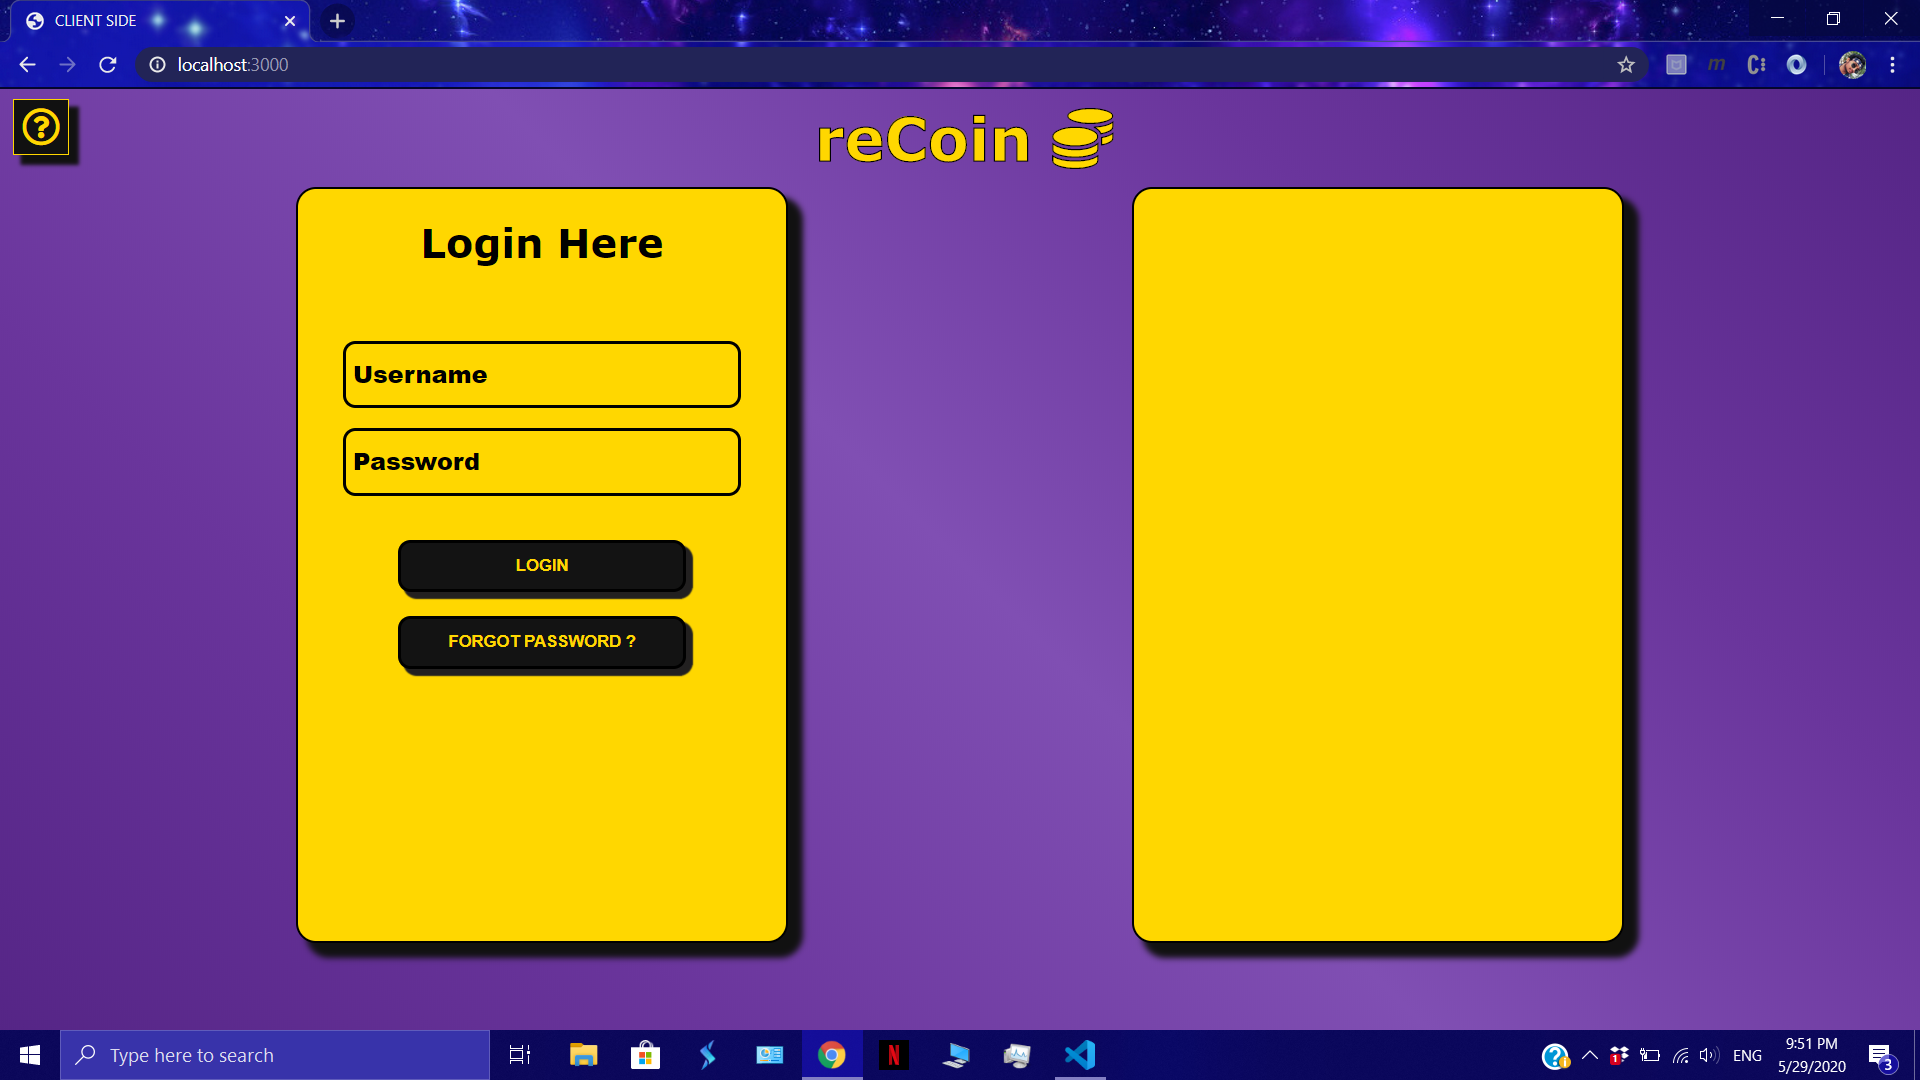 CLIENT SIDE
localhost:3000
reCoin
Login Here
Username
Password
LOGIN
FORGOT PASSWORD ?
Type here to search
1
ENG
9:51 PM
5/29/2020
3